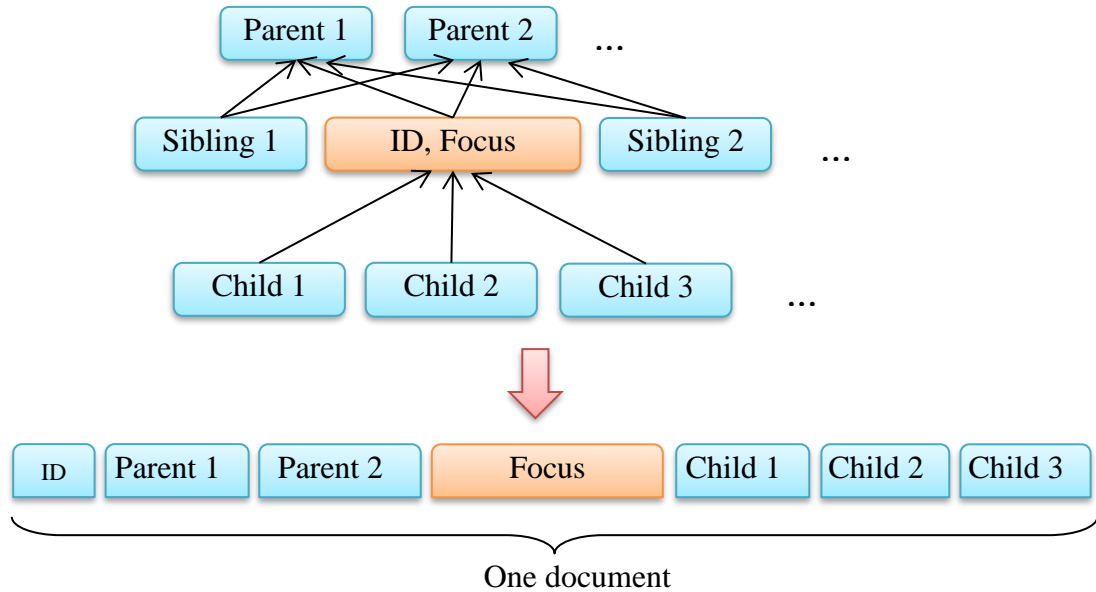 Parent 1 Parent 2 ...
Sibling 1 ID, Focus Sibling 2 ...
Child 1 Child 2 Child 3 ...
ID Parent 1 Parent 2 Focus Child 1 Child 2 Child 3
One document